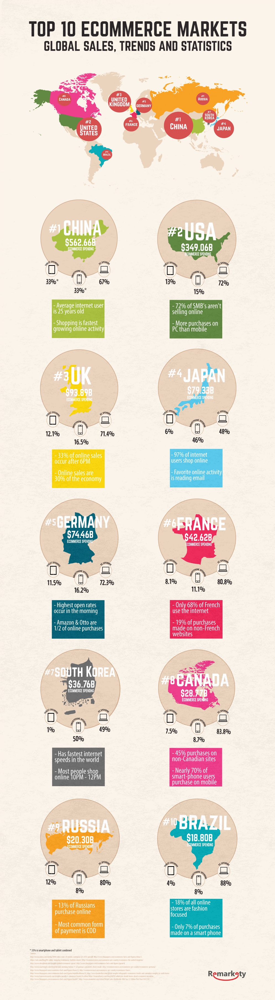 TOP 10 ECOMMERCE MARKETS
GLOBAL SALES, TRENDS AND STATISTICS
#8
CANADA
#3
UNITED
KINGDOM
#5
GERMANY
#9
RUSSIA
#7
SOUTH
KOREA
#6
FRANCE
#2
UNITED
STATES
#1
CHINA
#4
JAPAN
#10
BRAZIL
#1 CHINA
$562.66B
ECOMMERCE SPENDING
TABLET SPENDING
33%*
SMARTPHONE SPENDING
33%*
PC SPENDING
67%
- Average internet user
is 25 years old
- Shopping is fastest
growing online activity
#2 USA
$349.06B
ECOMMERCE SPENDING
TABLET SPENDING
13%
SMARTPHONE SPENDING
15%
PC SPENDING
72%
- 72% of SMB's aren't
selling online
- More purchases on
PC than mobile
#3 UK
$93.89B
ECOMMERCE SPENDING
TABLET SPENDING
12.1%
SMARTPHONE SPENDING
16.5%
PC SPENDING
71.4%
- 33% of online sales
occur after 6PM
- Online sales are
30% of the economy
#4 JAPAN
$79.33B
ECOMMERCE SPENDING
TABLET SPENDING
6%
SMARTPHONE SPENDING
46%
PC SPENDING
48%
- 97% of internet
users shop online
- Favorite online activity
is reading email
#5 GERMANY
$74.46B
ECOMMERCE SPENDING
TABLET SPENDING
11.5%
SMARTPHONE SPENDING
16.2%
PC SPENDING
72.3%
- Highest open rates
occur in the morning
- Amazon & Otto are
1/2 of online purchases
#6 FRANCE
$42.62B
ECOMMERCE SPENDING
TABLET SPENDING
8.1%
SMARTPHONE SPENDING
11.1%
PC SPENDING
80.8%
- Only 68% of French
use the internet
- 19% of purchases
made on non-French
websites
#7 SOUTH KOREA
$36.76B
ECOMMERCE SPENDING
TABLET SPENDING
1%
SMARTPHONE SPENDING
50%
PC SPENDING
49%
- Has fastest internet
speeds in the world
- Most people shop
online 10PM - 12PM
#8 CANADA
$28.77B
ECOMMERCE SPENDING
TABLET SPENDING
7.5%
SMARTPHONE SPENDING
8.7%
PC SPENDING
83.8%
- 45% purchases on
non-Canadian sites
- Nearly 70% of
smart-phone users
purchase on mobile
#9 RUSSIA
$20.30B
ECOMMERCE SPENDING
TABLET SPENDING
12%
SMARTPHONE SPENDING
8%
PC SPENDING
80%
- 13% of Russians
purchase online
- Most common form
of payment is COD
#10 BRAZIL
$18.80B
ECOMMERCE SPENDING
TABLET SPENDING
4%
SMARTPHONE SPENDING
8%
PC SPENDING
88%
- 18% of all online
stores are fashion
focused
- Only 7% of purchases
made on a smart phone
* 33% is smartphone and tablet combined
Sources
Remarkety